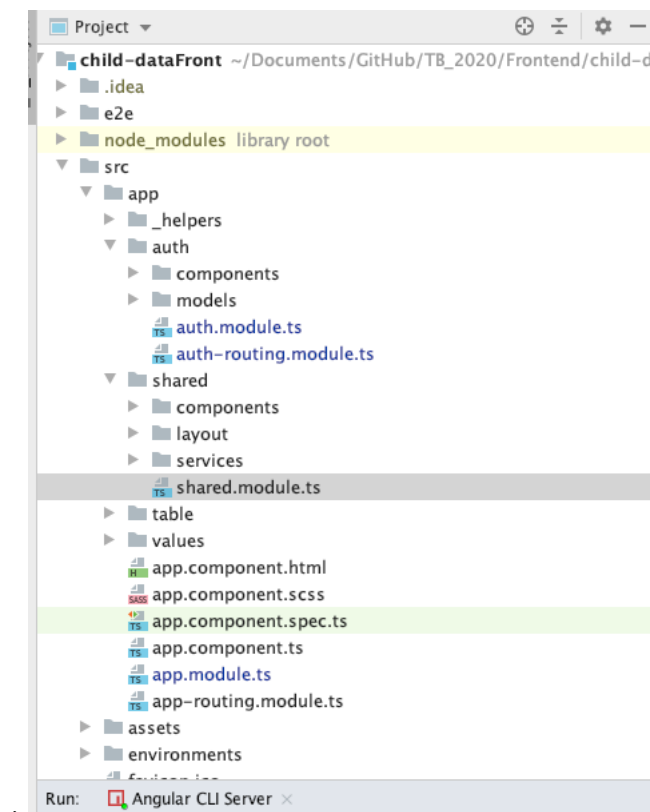 Project
child-dataFront ~/Documents/GitHub/TB_2020/Frontend/child-d
.idea
e2e
node_modules library root
src
app
_helpers
auth
components
models
TS auth.module.ts
TS auth-routing.module.ts
shared
components
layout
services
TS shared.module.ts
table
values
H app.component.html
SASS app.component.scss
TS app.component.spec.ts
TS app.component.ts
TS app.module.ts
TS app-routing.module.ts
assets
environments
favicon.ico
Run: Angular CLI Server